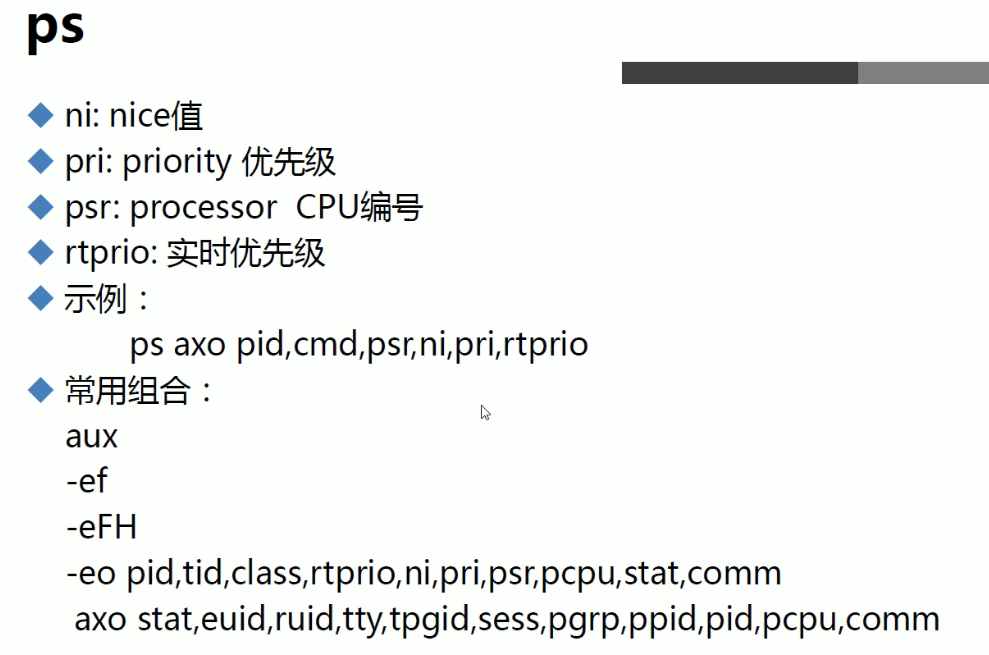 ps
ni: nice值
pri: priority 优先级
psr: processor  CPU编号
rtprio: 实时优先级
示例：
ps axo pid,cmd,psr,ni,pri,rtprio
常用组合：
aux
-ef
-eFH
-eo pid,tid,class,rtprio,ni,pri,psr,pcpu,stat,comm
axo stat,euid,ruid,tty,tpgid,sess,pgrp,ppid,pid,pcpu,comm